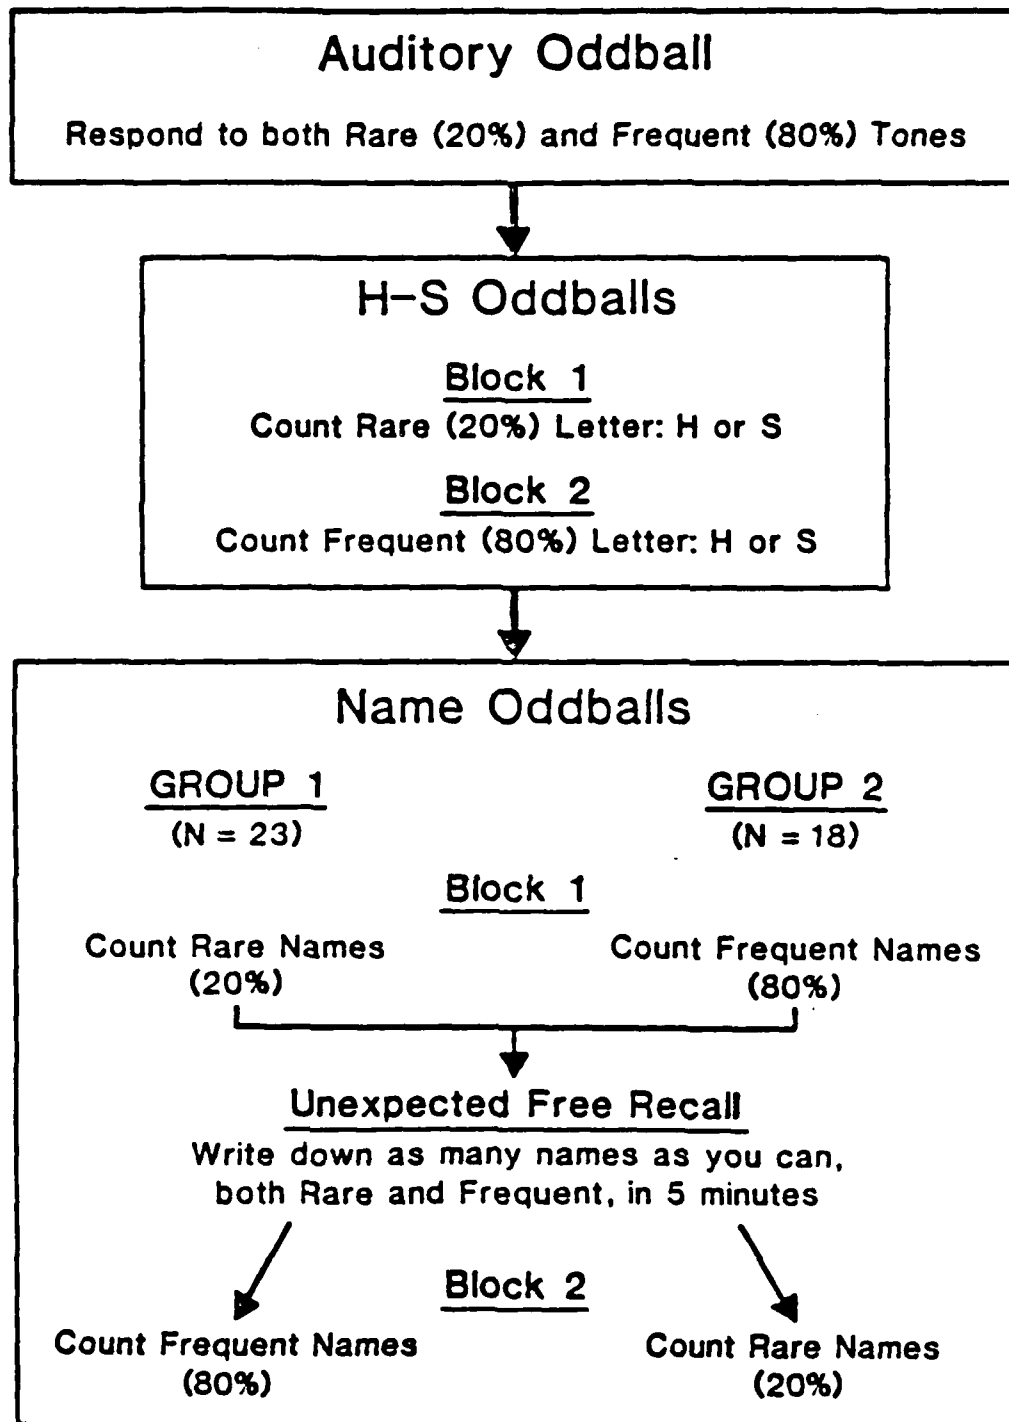 Auditory Oddball
Respond to both Rare (20%) and Frequent (80%) Tones
H-S Oddballs
Block 1
Count Rare (20%) Letter: H or S
Block 2
Count Frequent (80%) Letter: H or S
Name Oddballs
GROUP 1
(N = 23)
GROUP 2
(N = 18)
Block 1
Count Rare Names
(20%)
Count Frequent Names
(80%)
Unexpected Free Recall
Write down as many names as you can,
both Rare and Frequent, in 5 minutes
Block 2
Count Frequent Names
(80%)
Count Rare Names
(20%)